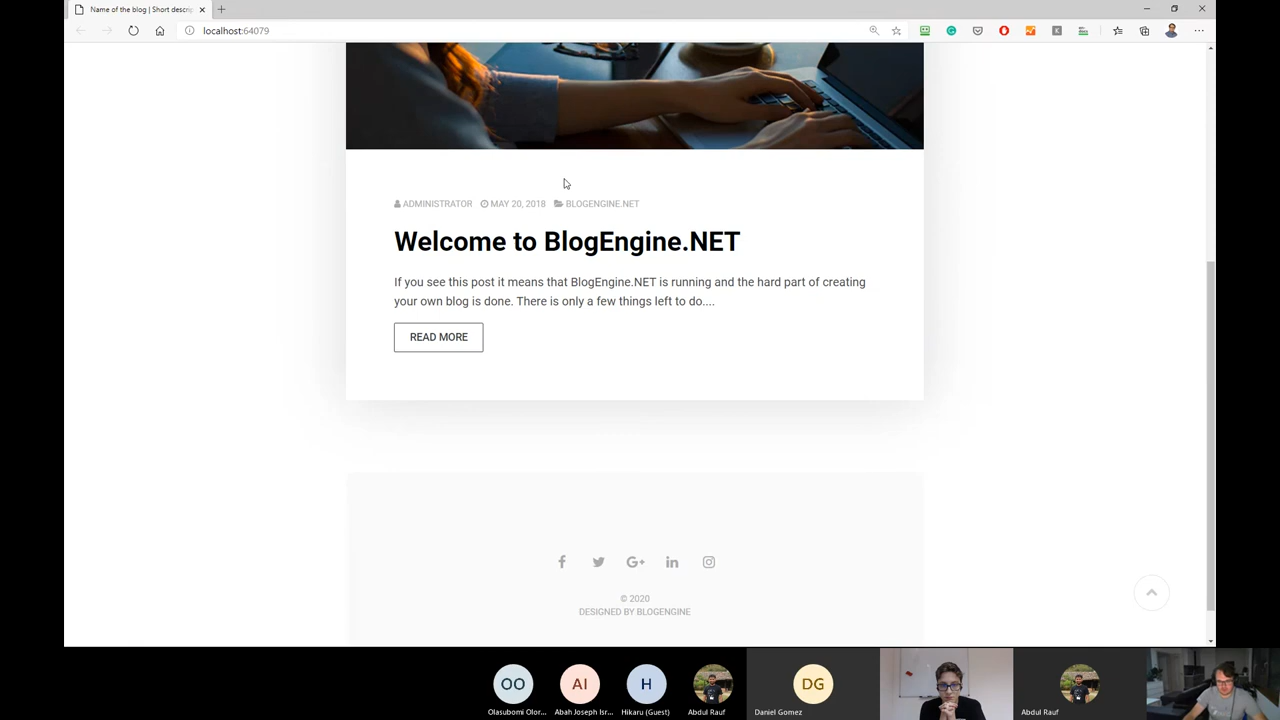 Name of the blog | Short descrip
localhost:64079
ADMINISTRATOR MAY 20, 2018 BLOGENGINE.NET
Welcome to BlogEngine.NET
If you see this post it means that BlogEngine.NET is running and the hard part of creating
your own blog is done. There is only a few things left to do....
READ MORE
© 2020
DESIGNED BY BLOGENGINE
OO AI H DG
Olasubomi Olor... Abah Joseph Isr... Hikaru (Guest) Abdul Rauf Daniel Gomez Abdul Rauf